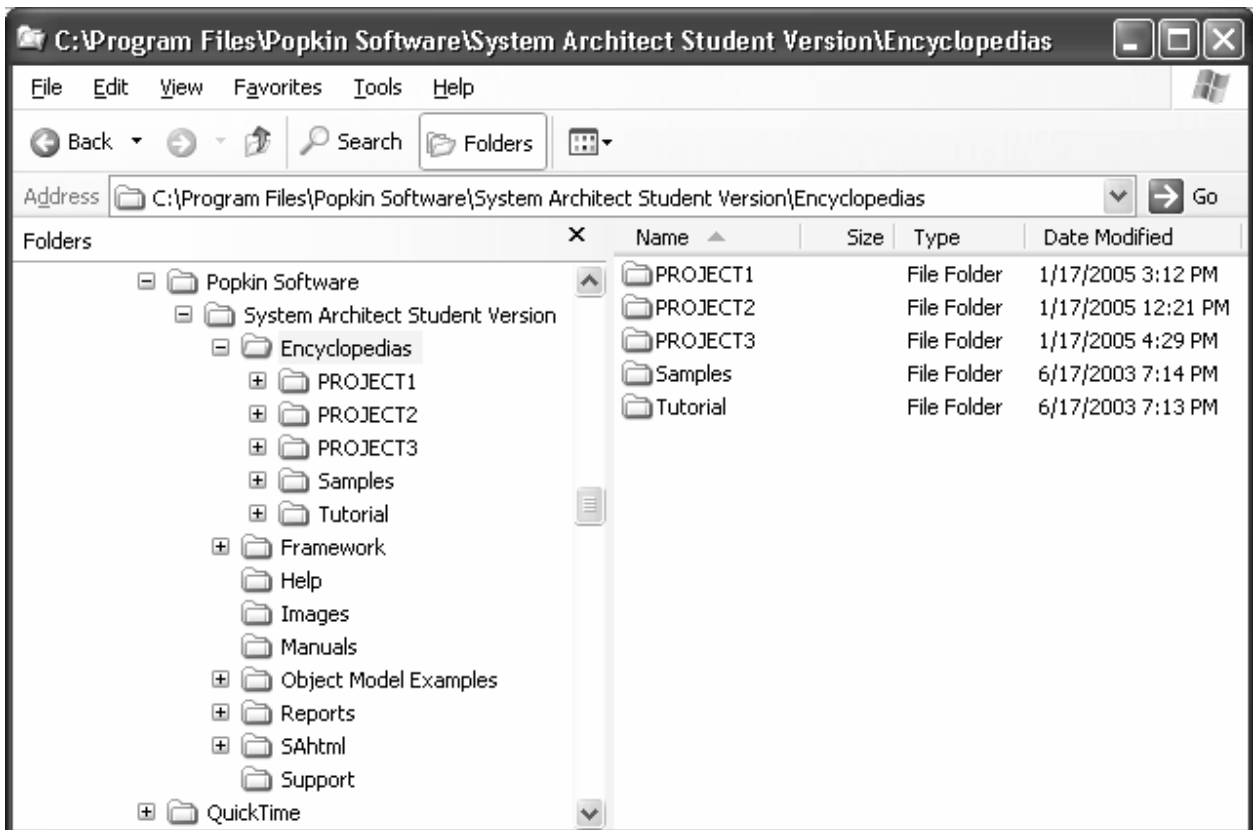 C:\Program Files\Popkin Software\System Architect Student Version\Encyclopedias
File Edit View Favorites Tools Help
Back Search Folders
Address C:\Program Files\Popkin Software\System Architect Student Version\Encyclopedias Go
Folders
Popkin Software
System Architect Student Version
Encyclopedias
PROJECT1
PROJECT2
PROJECT3
Samples
Tutorial
Framework
Help
Images
Manuals
Object Model Examples
Reports
SAhtml
Support
QuickTime
Name Size Type Date Modified
PROJECT1 File Folder 1/17/2005 3:12 PM
PROJECT2 File Folder 1/17/2005 12:21 PM
PROJECT3 File Folder 1/17/2005 4:29 PM
Samples File Folder 6/17/2003 7:14 PM
Tutorial File Folder 6/17/2003 7:13 PM